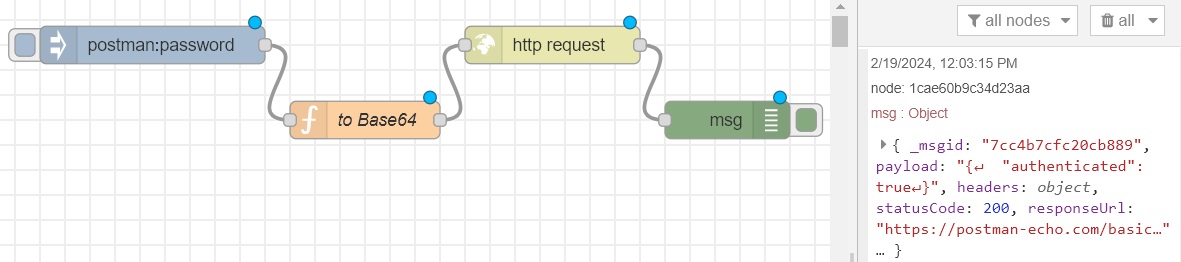 postman:password
to Base64
http request
msg
all nodes
all
2/19/2024, 12:03:15 PM
node: 1cae60b9c34d23aa
msg : Object
{ _msgid: "7cc4b7cfc20cb889",
payload: "{↵  "authenticated":
true↵}", headers: object,
statusCode: 200, responseUrl:
"https://postman-echo.com/basic…"
… }